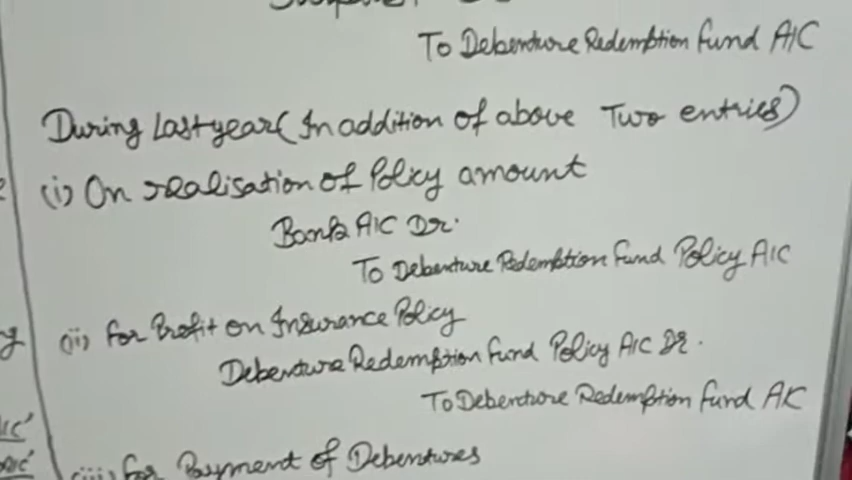 To Debenture Redemption Fund A/C
During Last year (In addition of above Two entries)
(i) On realisation of Policy amount
Bank A/C Dr.
To Debenture Redemption Fund Policy A/C
(ii) For Profit on Insurance Policy
Debenture Redemption Fund Policy A/C Dr.
To Debenture Redemption Fund A/C
(iii) For Payment of Debentures